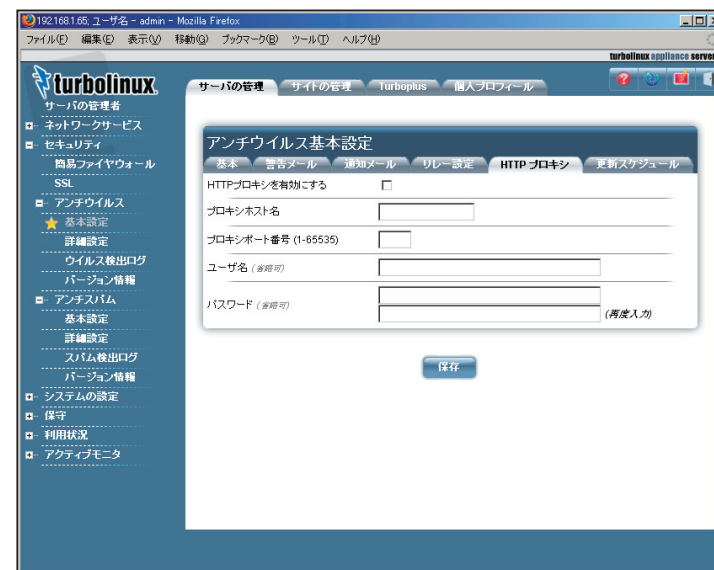 192.168.1.65; ユーザ名 - admin - Mozilla Firefox
ファイル(F) 編集(E) 表示(V) 移動(G) ブックマーク(B) ツール(T) ヘルプ(H)
turbolinux appliance server
turbolinux
サーバの管理 サイトの管理 Turboplus 個人プロフィール
サーバの管理者
ネットワークサービス
セキュリティ
簡易ファイヤウォール
SSL
アンチウイルス
基本設定
詳細設定
ウイルス検出ログ
バージョン情報
アンチスパム
基本設定
詳細設定
スパム検出ログ
バージョン情報
システムの設定
保守
利用状況
アクティブモニタ
アンチウイルス基本設定
基本 警告メール 通知メール リレー設定 HTTP プロキシ 更新スケジュール
HTTPプロキシを有効にする
プロキシホスト名
プロキシポート番号 (1-65535)
ユーザ名 (省略可)
パスワード (省略可)
(再度入力)
保存